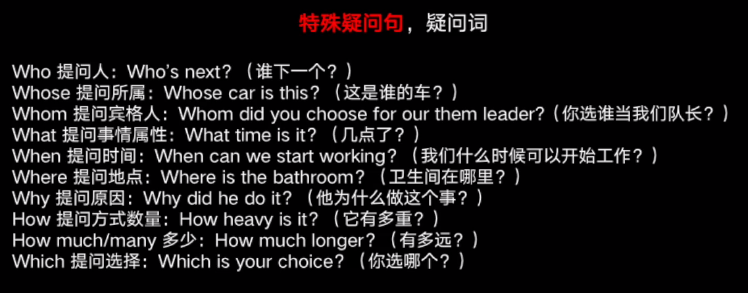 特殊疑问句，疑问词
Who 提问人：Who's next？（谁下一个？）
Whose 提问所属：Whose car is this？（这是谁的车？）
Whom 提问宾格人：Whom did you choose for our them leader?(你选谁当我们队长？）
What 提问事情属性：What time is it？（几点了？）
When 提问时间：When can we start working？（我们什么时候可以开始工作？）
Where 提问地点：Where is the bathroom？（卫生间在哪里？）
Why 提问原因：Why did he do it？（他为什么做这个事？）
How 提问方式数量：How heavy is it？（它有多重？）
How much/many 多少：How much longer？（有多远？）
Which 提问选择：Which is your choice？（你选哪个？）